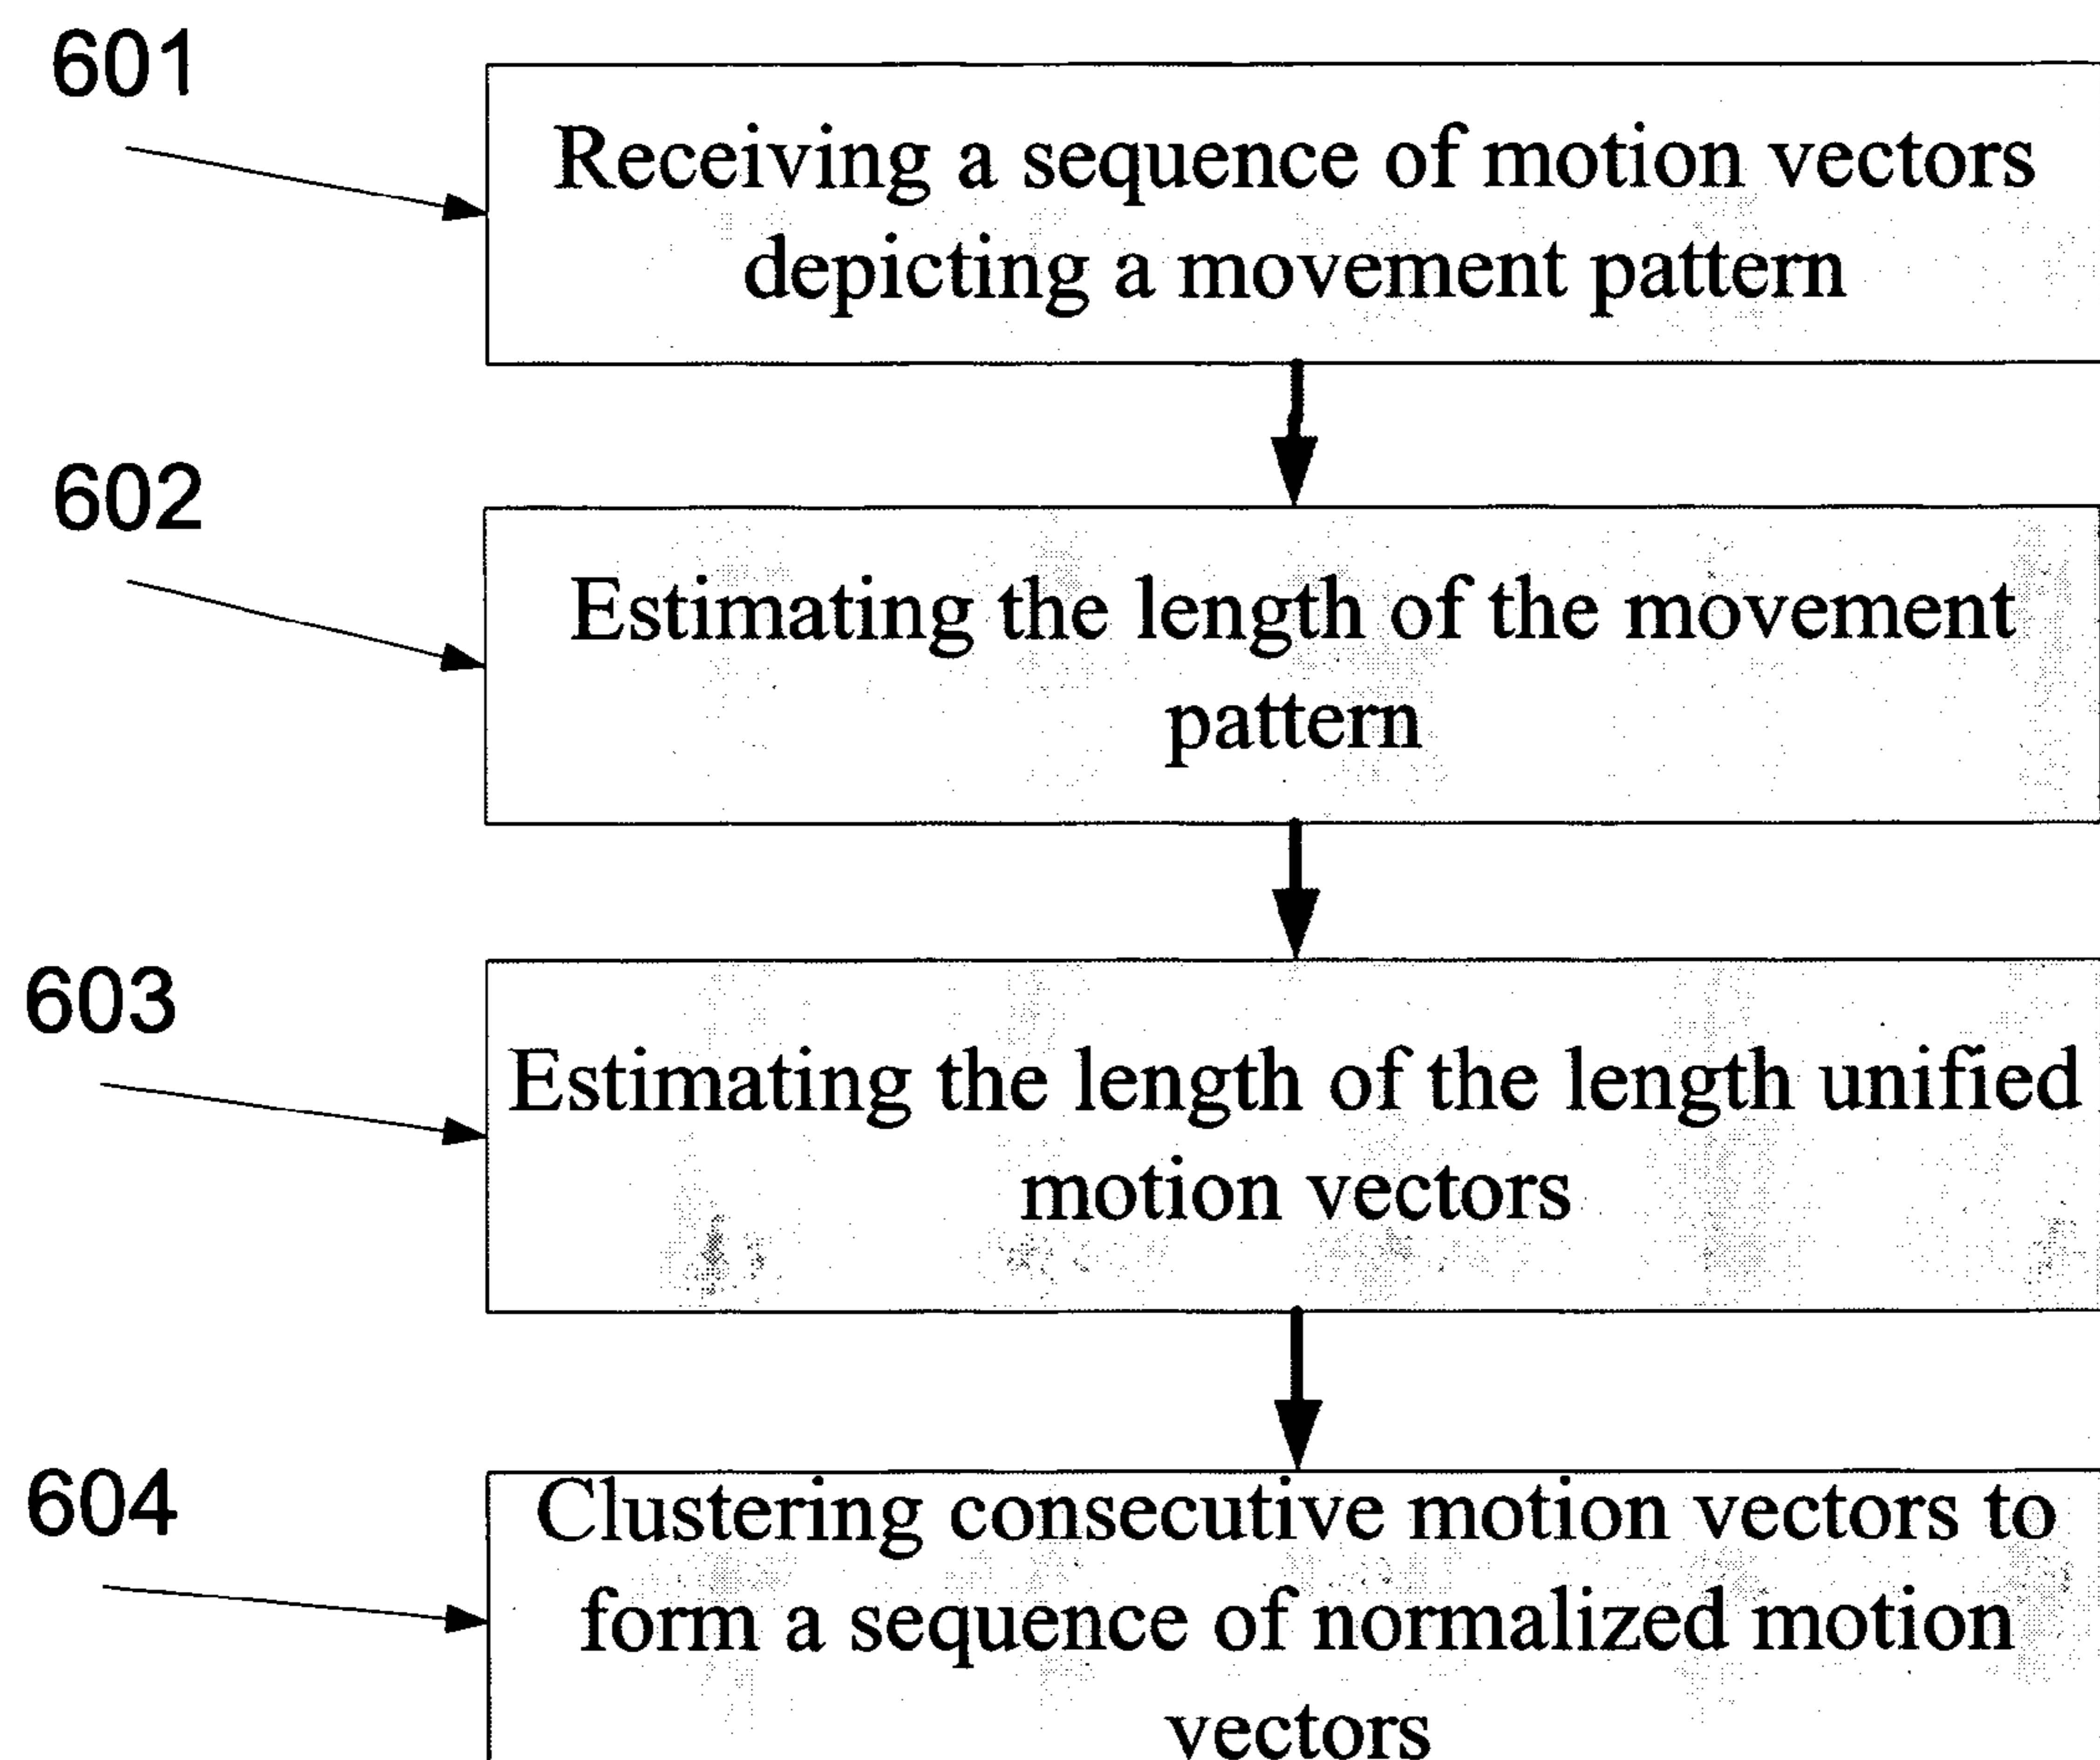 601
Receiving a sequence of motion vectors
depicting a movement pattern
602
Estimating the length of the movement
pattern
603
Estimating the length of the length unified
motion vectors
604
Clustering consecutive motion vectors to
form a sequence of normalized motion
vectors